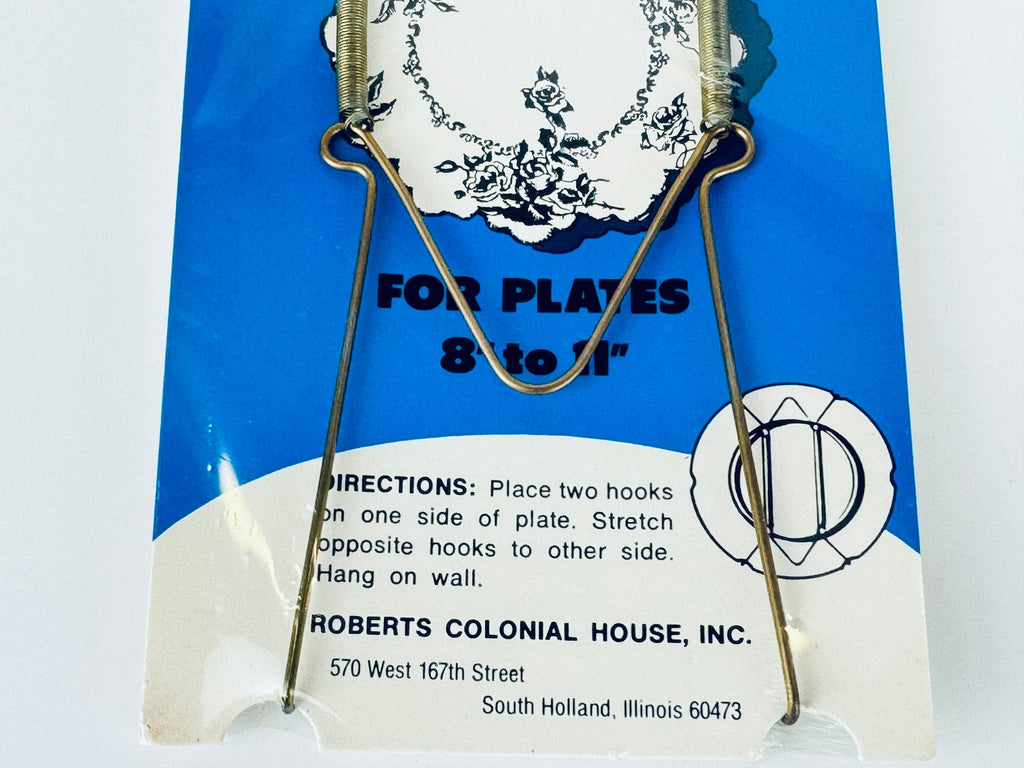 FOR PLATES
8" to 11"
DIRECTIONS: Place two hooks
on one side of plate. Stretch
opposite hooks to other side.
Hang on wall.
ROBERTS COLONIAL HOUSE, INC.
570 West 167th Street
South Holland, Illinois 60473